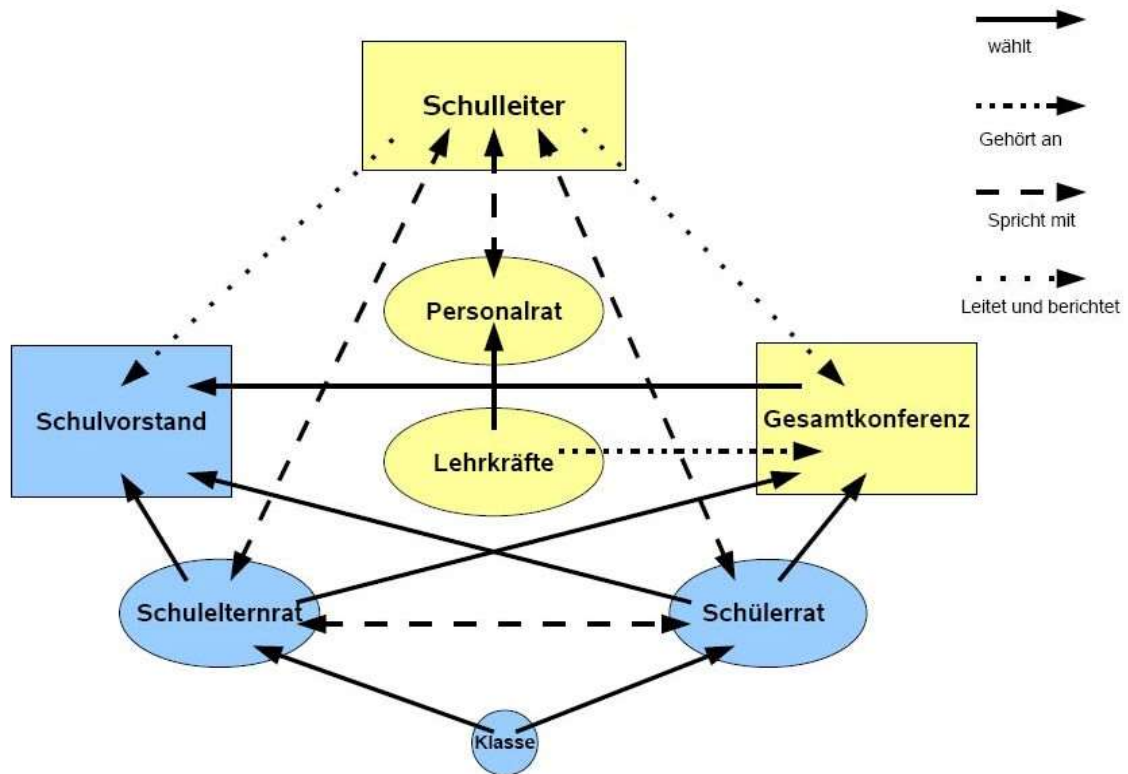 wählt
Schulleiter
Gehört an
Spricht mit
Leitet und berichtet
Personalrat
Schulvorstand
Gesamtkonferenz
Lehrkräfte
Schulelternrat
Schülerrat
Klasse